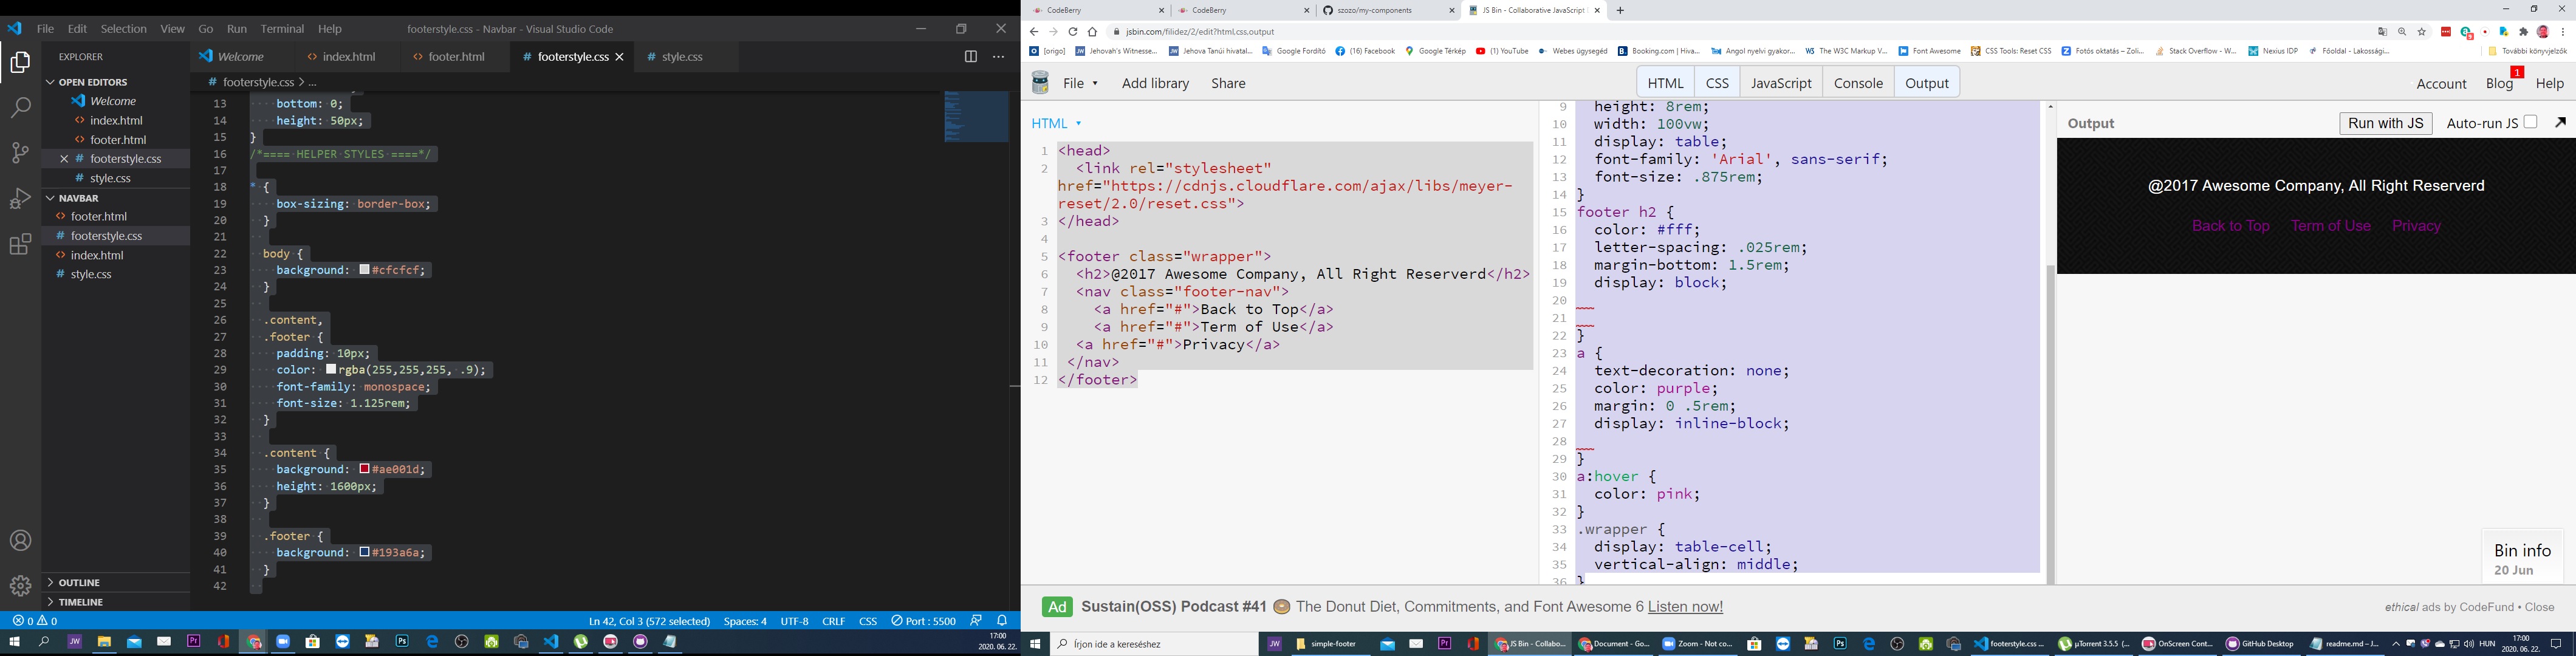 File Edit Selection View Go Run Terminal Help
footerstyle.css - Navbar - Visual Studio Code
EXPLORER
OPEN EDITORS
Welcome
index.html
footer.html
footerstyle.css
style.css
NAVBAR
footer.html
footerstyle.css
index.html
style.css
OUTLINE
TIMELINE
Welcome index.html footer.html footerstyle.css style.css
footerstyle.css > ...
13 bottom: 0;
14 height: 50px;
15 }
16 /*==== HELPER STYLES ====*/
17
18 * {
19 box-sizing: border-box;
20 }
21
22 body {
23 background: #cfcfcf;
24 }
25
26 .content,
27 .footer {
28 padding: 10px;
29 color: rgba(255,255,255, .9);
30 font-family: monospace;
31 font-size: 1.125rem;
32 }
33
34 .content {
35 background: #ae001d;
36 height: 1600px;
37 }
38
39 .footer {
40 background: #193a6a;
41 }
42
0 0 Ln 42, Col 3 (572 selected) Spaces: 4 UTF-8 CRLF CSS Port : 5500
17:00
2020. 06. 22.
CodeBerry CodeBerry szozo/my-components JS Bin - Collaborative JavaScript
jsbin.com/filidez/2/edit?html,css,output
[origo] Jehovah's Witnesse... Jehova Tanúi hivatal... Google Fordító (16) Facebook Google Térkép (1) YouTube Webes ügysegéd Booking.com | Hiva... Angol nyelvi gyakor... The W3C Markup V... Font Awesome CSS Tools: Reset CSS Fotós oktatás – Zoli... Stack Overflow - W... Nexius IDP Főoldal - Lakossági... További könyvjelzők
File Add library Share HTML CSS JavaScript Console Output Account Blog 1 Help
HTML
1 <head>
2 <link rel="stylesheet"
href="https://cdnjs.cloudflare.com/ajax/libs/meyer-
reset/2.0/reset.css">
3 </head>
4
5 <footer class="wrapper">
6 <h2>@2017 Awesome Company, All Right Reserverd</h2>
7 <nav class="footer-nav">
8 <a href="#">Back to Top</a>
9 <a href="#">Term of Use</a>
10 <a href="#">Privacy</a>
11 </nav>
12 </footer>
9 height: 8rem;
10 width: 100vw;
11 display: table;
12 font-family: 'Arial', sans-serif;
13 font-size: .875rem;
14 }
15 footer h2 {
16 color: #fff;
17 letter-spacing: .025rem;
18 margin-bottom: 1.5rem;
19 display: block;
20
21
22 }
23 a {
24 text-decoration: none;
25 color: purple;
26 margin: 0 .5rem;
27 display: inline-block;
28
29 }
30 a:hover {
31 color: pink;
32 }
33 .wrapper {
34 display: table-cell;
35 vertical-align: middle;
36 }
Output Run with JS Auto-run JS
@2017 Awesome Company, All Right Reserverd
Back to Top Term of Use Privacy
Bin info
20 Jun
Ad Sustain(OSS) Podcast #41 The Donut Diet, Commitments, and Font Awesome 6 Listen now!
ethical ads by CodeFund • Close
Írjon ide a kereséshez
simple-footer JS Bin - Collabo... Document - Go... Zoom - Not co... footerstyle.css ... µTorrent 3.5.5 (... OnScreen Cont... GitHub Desktop readme.md – J...
HUN 17:00
2020. 06. 22.